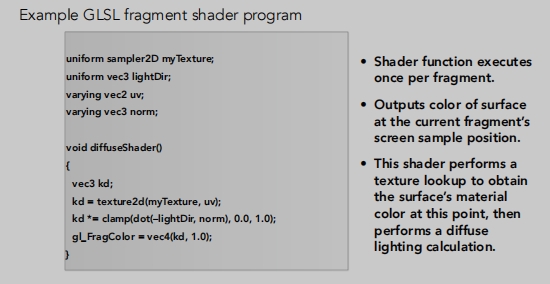 Example GLSL fragment shader program
uniform sampler2D myTexture;
uniform vec3 lightDir;
varying vec2 uv;
varying vec3 norm;
void diffuseShader()
{
vec3 kd;
kd = texture2d(myTexture, uv);
kd *= clamp(dot(–lightDir, norm), 0.0, 1.0);
gl_FragColor = vec4(kd, 1.0);
}
• Shader function executes
once per fragment.
• Outputs color of surface
at the current fragment's
screen sample position.
• This shader performs a
texture lookup to obtain
the surface's material
color at this point, then
performs a diffuse
lighting calculation.